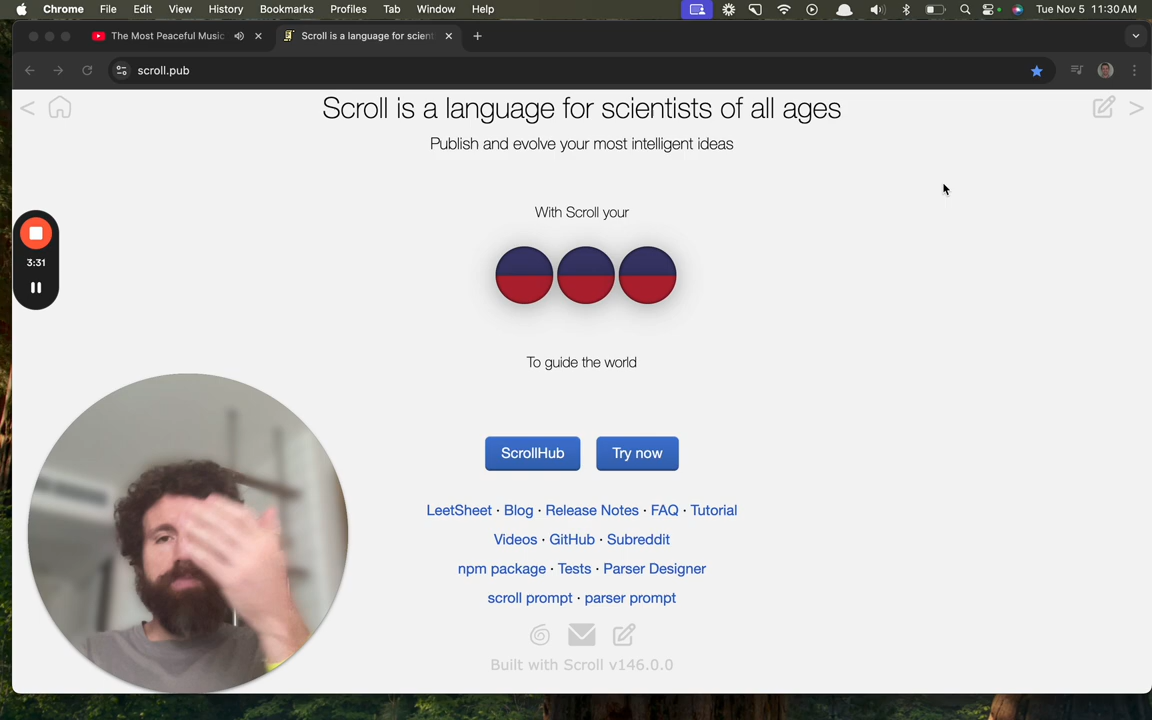 Chrome File Edit View History Bookmarks Profiles Tab Window Help Tue Nov 5 11:30 AM
The Most Peaceful Music Scroll is a language for scient
scroll.pub
< Scroll is a language for scientists of all ages >
Publish and evolve your most intelligent ideas
With Scroll your
3:31
To guide the world
ScrollHub Try now
LeetSheet · Blog · Release Notes · FAQ · Tutorial
Videos · GitHub · Subreddit
npm package · Tests · Parser Designer
scroll prompt · parser prompt
Built with Scroll v146.0.0